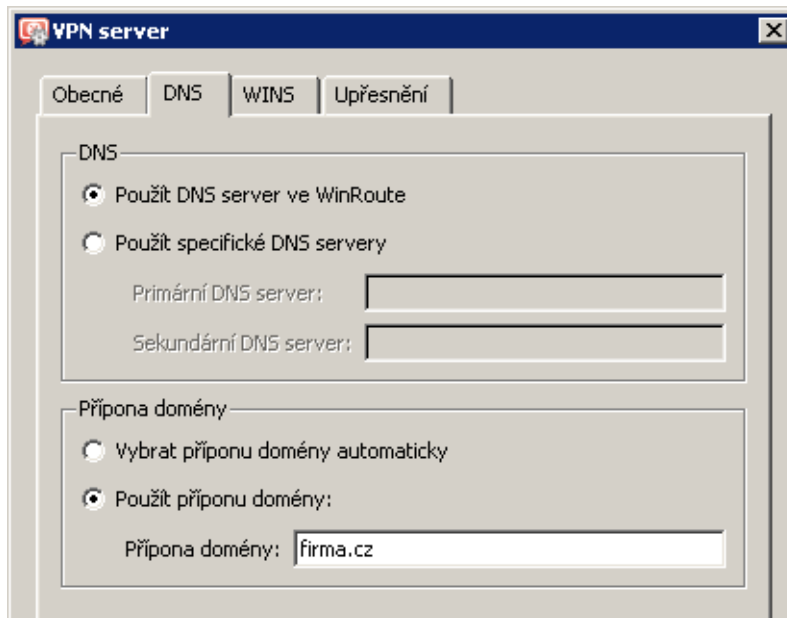 VPN server
Obecné DNS WINS Upřesnění
DNS
Použít DNS server ve WinRoute
Použít specifické DNS servery
Primární DNS server:
Sekundární DNS server:
Přípona domény
Vybrat příponu domény automaticky
Použít příponu domény:
Přípona domény: firma.cz